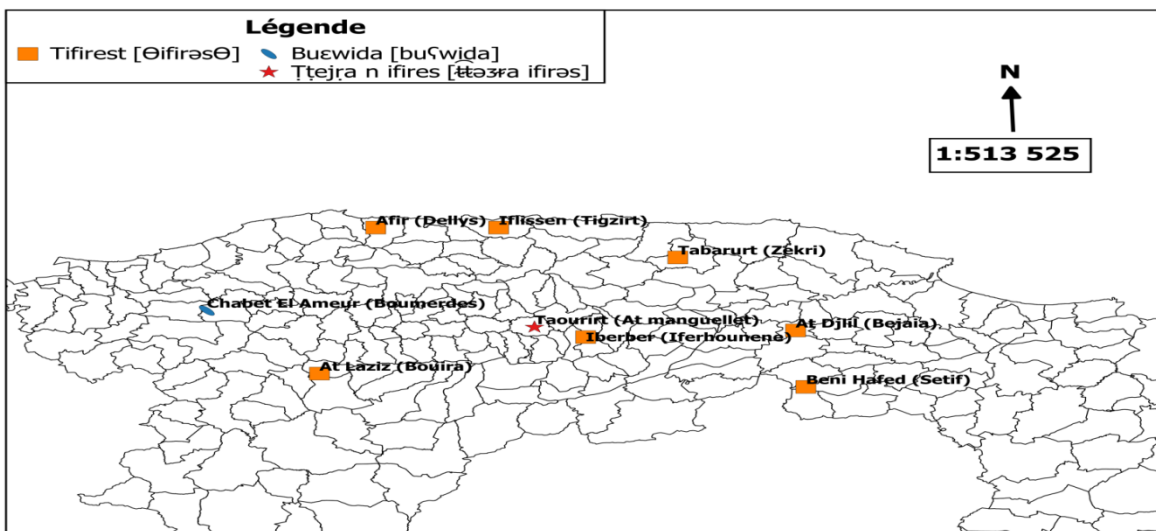 Légende
Tifirest [ϴifirəsϴ]
Buɛwida [buʕwiḍa]
Ṭṭejṛa n ifires [t͡təʒɍa ifirəs]
N
1:513 525
Afir (Dellys)
Iflissen (Tigzirt)
Tabarurt (Zekri)
Chabet El Ameur (Boumerdes)
Taourirt (At manguellet)
At Djlil (Bejaia)
Iberber (Iferhounene)
At Laziz (Bouira)
Beni Hafed (Setif)